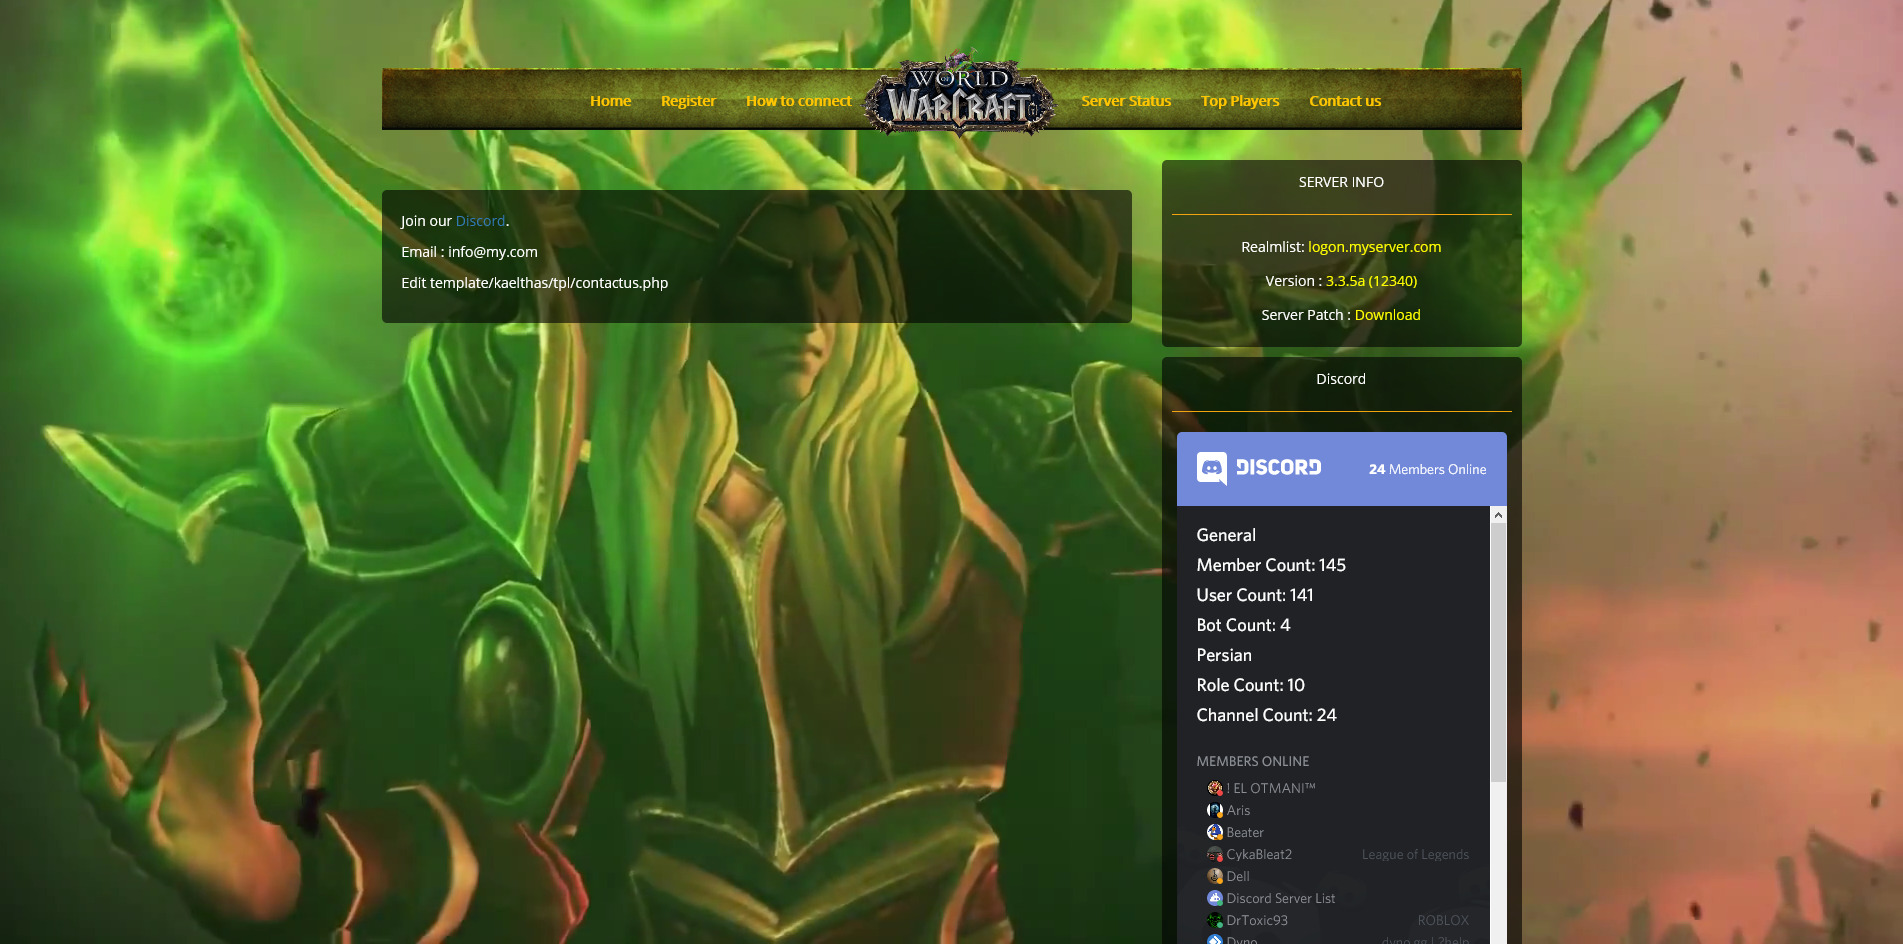 Home
Register
How to connect
WORLD OF WARCRAFT
Server Status
Top Players
Contact us
Join our Discord.
Email : info@my.com
Edit template/kaelthas/tpl/contactus.php
SERVER INFO
Realmlist: logon.myserver.com
Version : 3.3.5a (12340)
Server Patch : Download
Discord
DISCORD
24 Members Online
General
Member Count: 145
User Count: 141
Bot Count: 4
Persian
Role Count: 10
Channel Count: 24
MEMBERS ONLINE
! EL OTMANI™
Aris
Beater
CykaBleat2 League of Legends
Dell
Discord Server List
DrToxic93 ROBLOX
Dyno dyno.gg | ?help